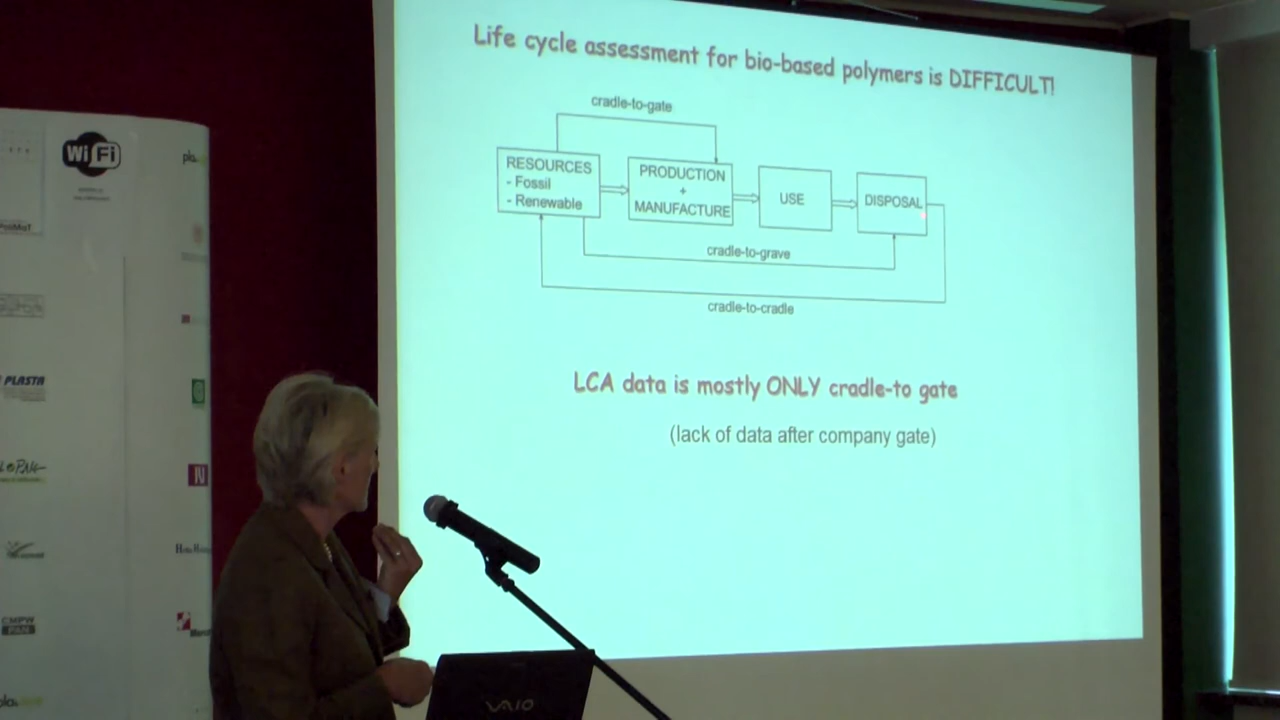 Life cycle assessment for bio-based polymers is DIFFICULT!
cradle-to-gate
RESOURCES
- Fossil
- Renewable
PRODUCTION
+
MANUFACTURE
USE
DISPOSAL
cradle-to-grave
cradle-to-cradle
LCA data is mostly ONLY cradle-to gate
(lack of data after company gate)
WiFi
PLASTA
CMPW
PAN
VAIO